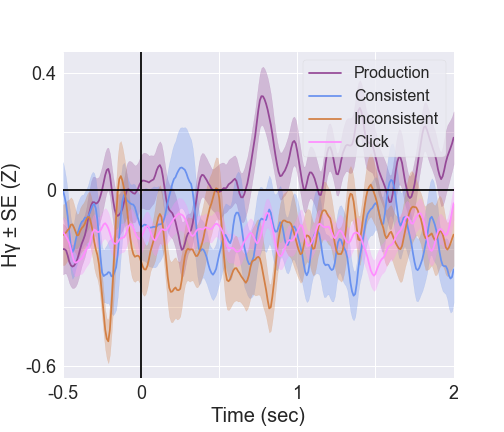 Production
Consistent
Inconsistent
Click
0.4
0
-0.6
Hγ ± SE (Z)
-0.5
0
1
2
Time (sec)